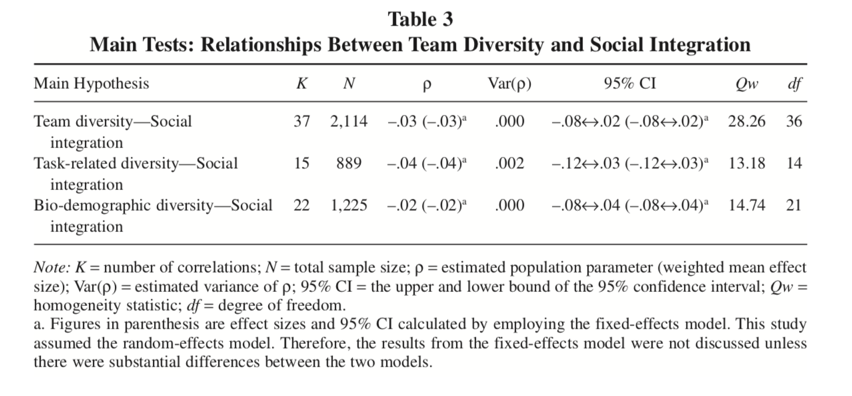 Table 3
Main Tests: Relationships Between Team Diversity and Social Integration
Main Hypothesis K N ρ Var(ρ) 95% CI Qw df
Team diversity—Social 37 2,114 –.03 (–.03)ᵃ .000 –.08↔.02 (–.08↔.02)ᵃ 28.26 36
integration
Task-related diversity—Social 15 889 –.04 (–.04)ᵃ .002 –.12↔.03 (–.12↔.03)ᵃ 13.18 14
integration
Bio-demographic diversity—Social 22 1,225 –.02 (–.02)ᵃ .000 –.08↔.04 (–.08↔.04)ᵃ 14.74 21
integration
Note: K = number of correlations; N = total sample size; ρ = estimated population parameter (weighted mean effect
size); Var(ρ) = estimated variance of ρ; 95% CI = the upper and lower bound of the 95% confidence interval; Qw =
homogeneity statistic; df = degree of freedom.
a. Figures in parenthesis are effect sizes and 95% CI calculated by employing the fixed-effects model. This study
assumed the random-effects model. Therefore, the results from the fixed-effects model were not discussed unless
there were substantial differences between the two models.